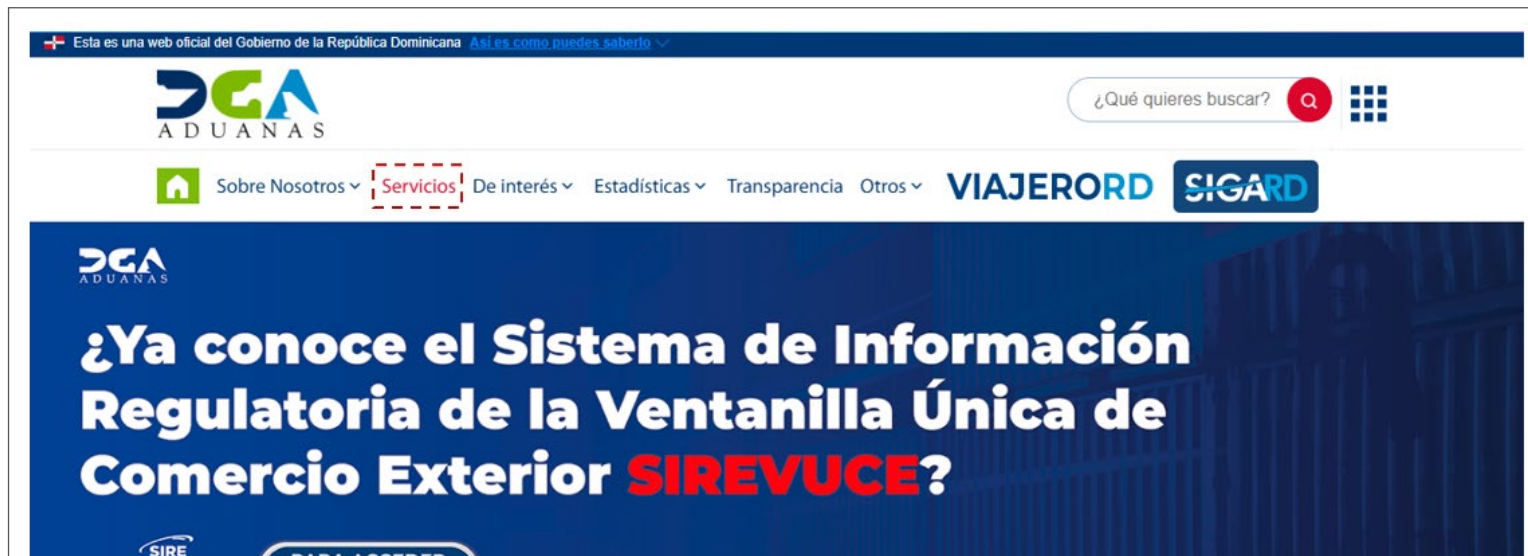 Esta es una web oficial del Gobierno de la República Dominicana Así es como puedes saberlo
DGA
ADUANAS
¿Qué quieres buscar?
Sobre Nosotros Servicios De interés Estadísticas Transparencia Otros VIAJERORD SIGARD
DGA
ADUANAS
¿Ya conoce el Sistema de Información
Regulatoria de la Ventanilla Única de
Comercio Exterior SIREVUCE?
SIRE
PARA ACCEDER